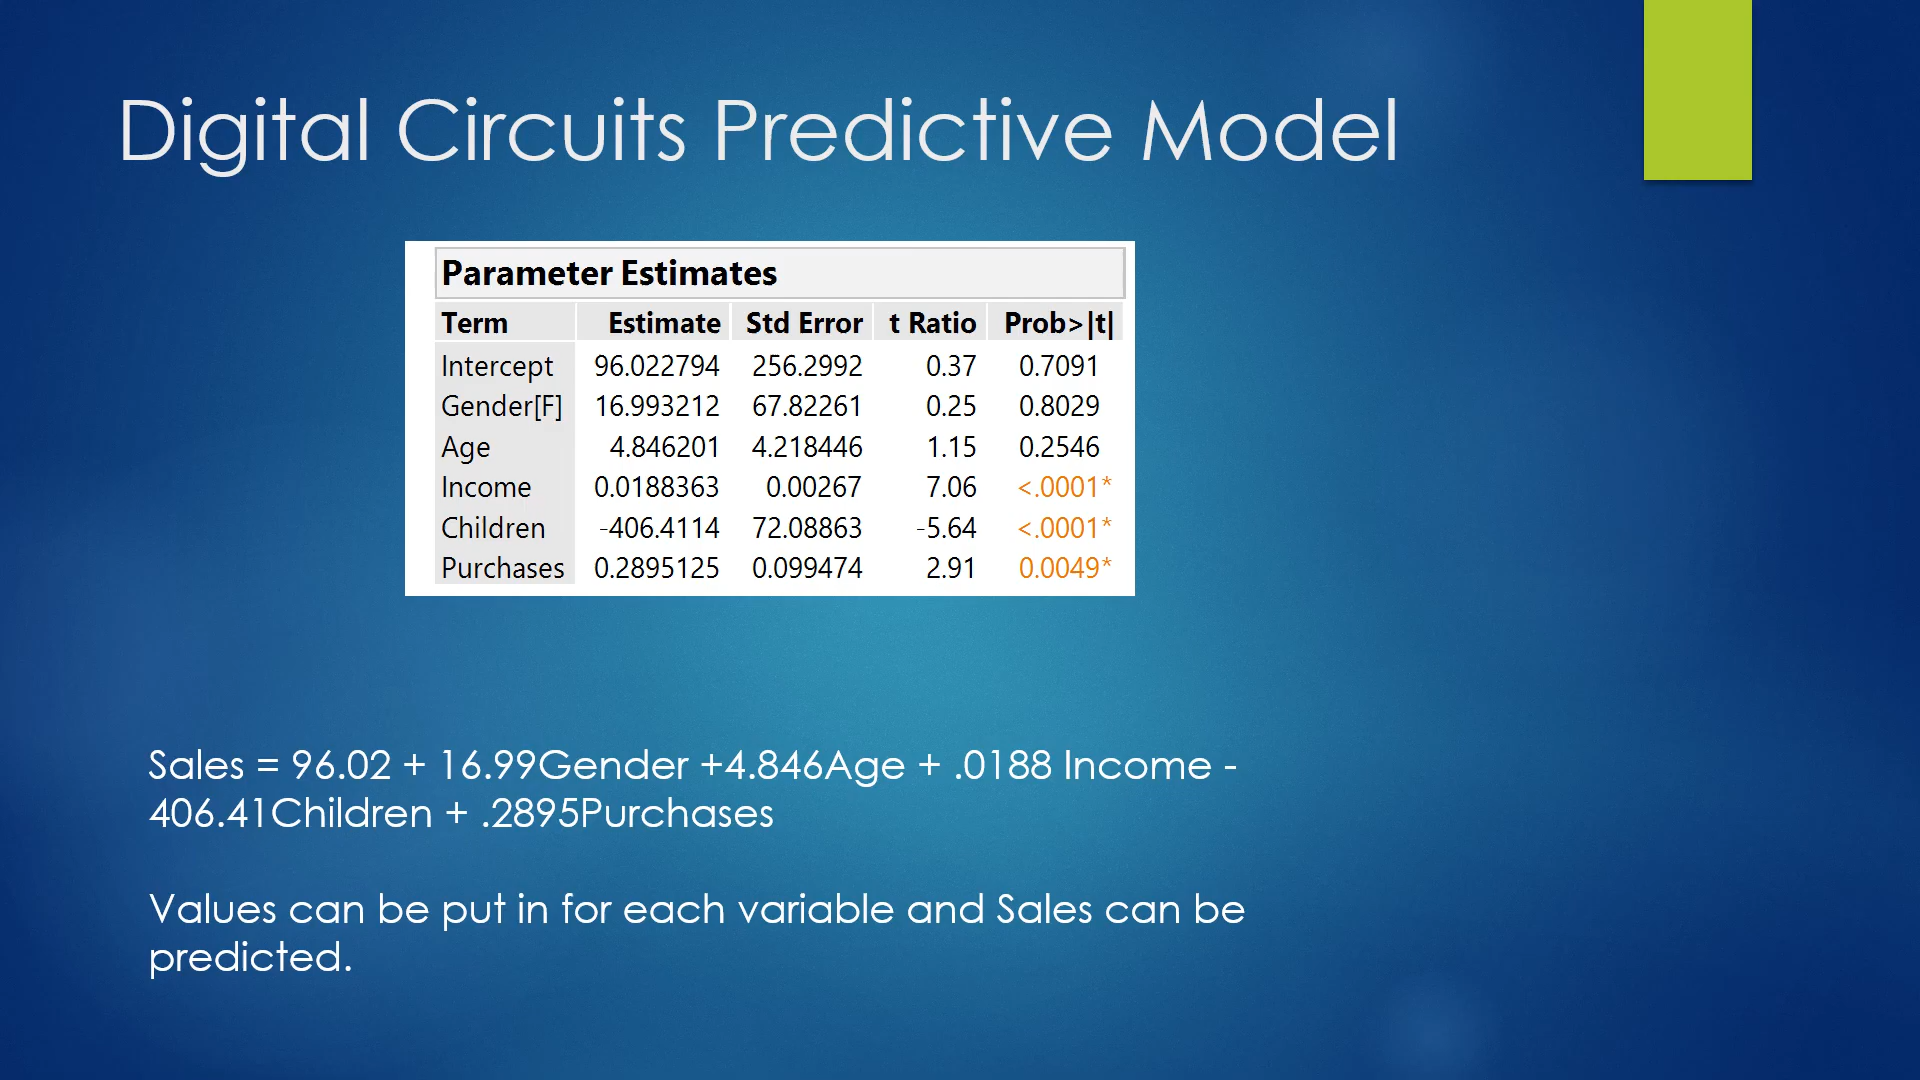 Digital Circuits Predictive Model
Parameter Estimates
Term Estimate Std Error t Ratio Prob>|t|
Intercept 96.022794 256.2992 0.37 0.7091
Gender[F] 16.993212 67.82261 0.25 0.8029
Age 4.846201 4.218446 1.15 0.2546
Income 0.0188363 0.00267 7.06 <.0001*
Children -406.4114 72.08863 -5.64 <.0001*
Purchases 0.2895125 0.099474 2.91 0.0049*
Sales = 96.02 + 16.99Gender +4.846Age + .0188 Income -
406.41Children + .2895Purchases
Values can be put in for each variable and Sales can be
predicted.